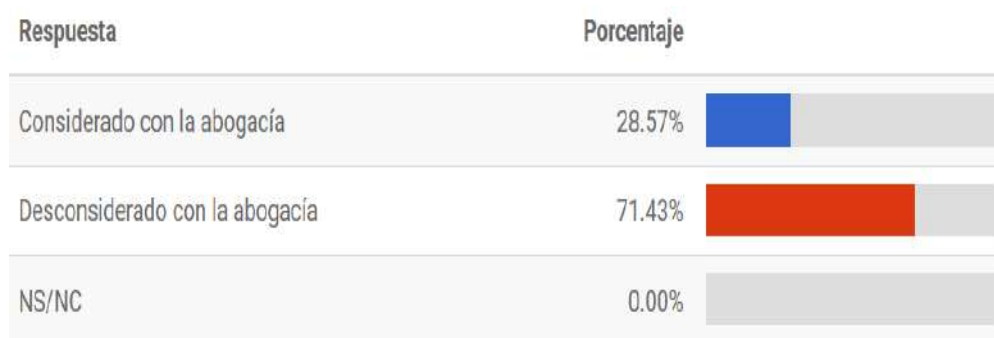 Respuesta Porcentaje
Considerado con la abogacía 28.57%
Desconsiderado con la abogacía 71.43%
NS/NC 0.00%